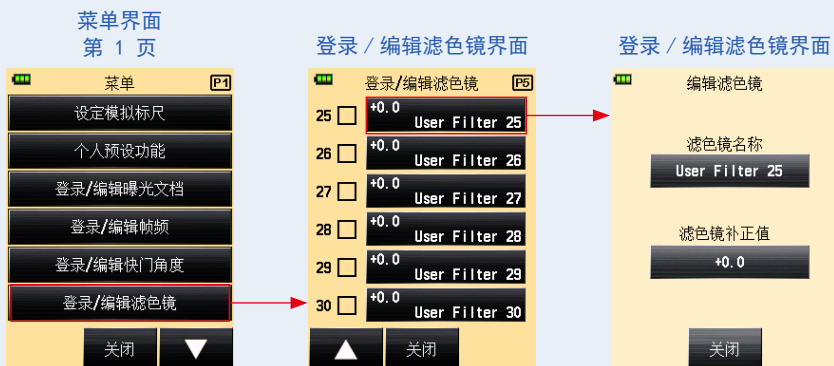 菜单界面
第 1 页
菜单
P1
设定模拟标尺
个人预设功能
登录/编辑曝光文档
登录/编辑帧频
登录/编辑快门角度
登录/编辑滤色镜
关闭
登录 / 编辑滤色镜界面
登录/编辑滤色镜
P5
25 +0.0 User Filter 25
26 +0.0 User Filter 26
27 +0.0 User Filter 27
28 +0.0 User Filter 28
29 +0.0 User Filter 29
30 +0.0 User Filter 30
关闭
登录 / 编辑滤色镜界面
编辑滤色镜
滤色镜名称
User Filter 25
滤色镜补正值
+0.0
关闭